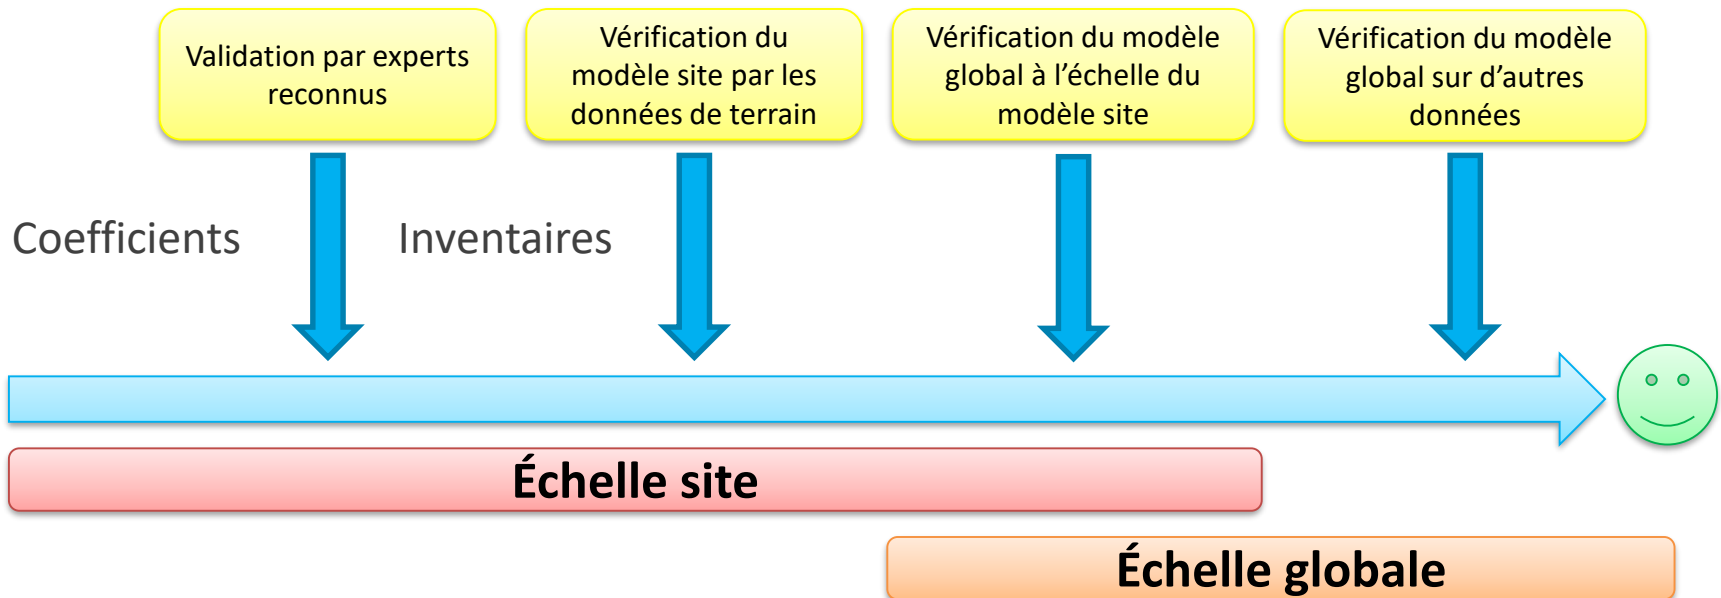 Validation par experts
reconnus
Vérification du
modèle site par les
données de terrain
Vérification du modèle
global à l’échelle du
modèle site
Vérification du modèle
global sur d’autres
données
Coefficients
Inventaires
Échelle site
Échelle globale